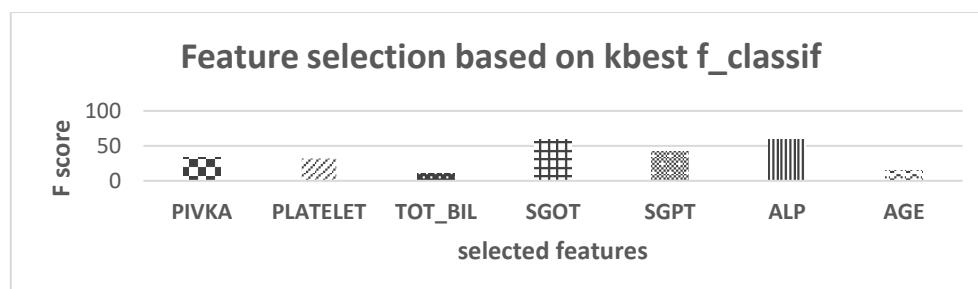 Feature selection based on kbest f_classif
F score
100
50
0
PIVKA PLATELET TOT_BIL SGOT SGPT ALP AGE
selected features